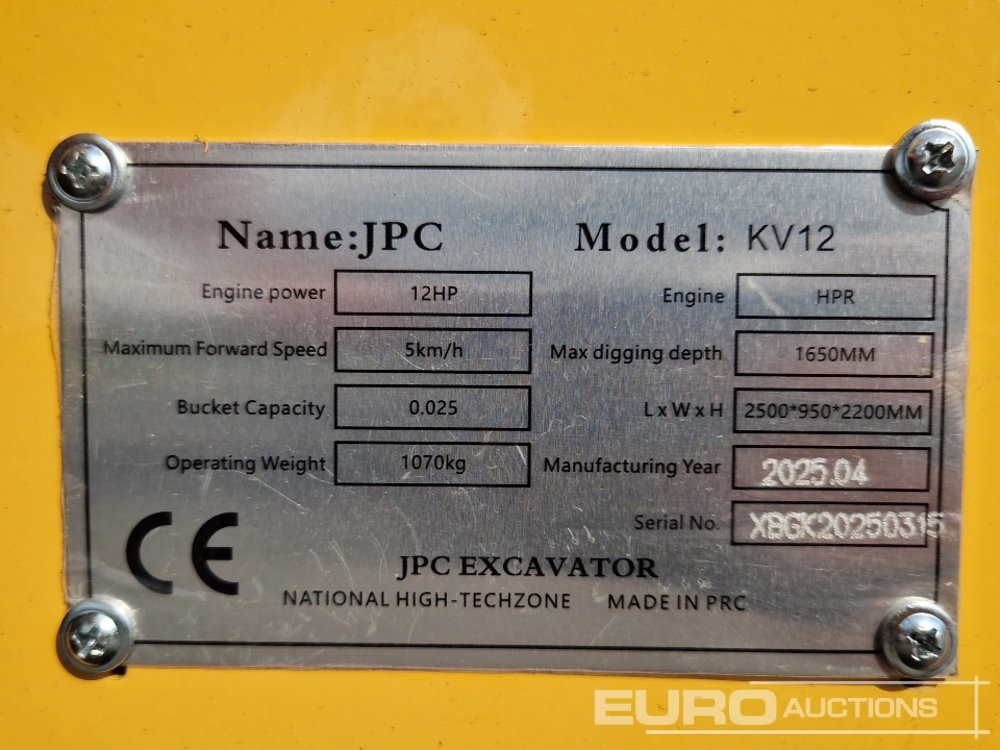 Name:JPC Model: KV12
Engine power 12HP Engine HPR
Maximum Forward Speed 5km/h Max digging depth 1650MM
Bucket Capacity 0.025 L x W x H 2500*950*2200MM
Operating Weight 1070kg Manufacturing Year 2025.04
Serial No. XBGK20250315
CE
JPC EXCAVATOR
NATIONAL HIGH-TECHZONE MADE IN PRC
EURO AUCTIONS